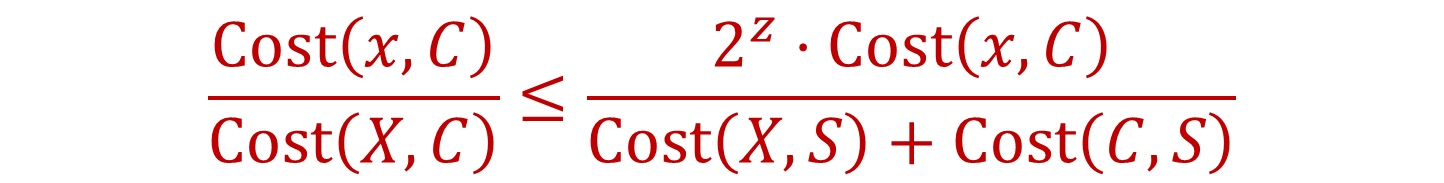 Cost(x, C) / Cost(X, C) ≤ 2^z · Cost(x, C) / Cost(X, S) + Cost(C, S)